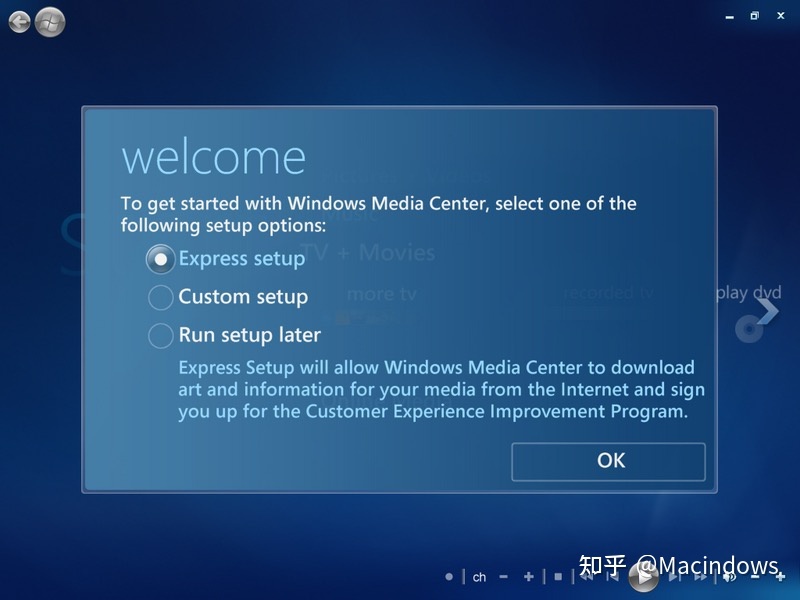 welcome
To get started with Windows Media Center, select one of the
following setup options:
Express setup
Custom setup
Run setup later
Express Setup will allow Windows Media Center to download
art and information for your media from the Internet and sign
you up for the Customer Experience Improvement Program.
OK
TV + Movies
more tv
recorded tv
play dvd
ch
知乎 @Macindows